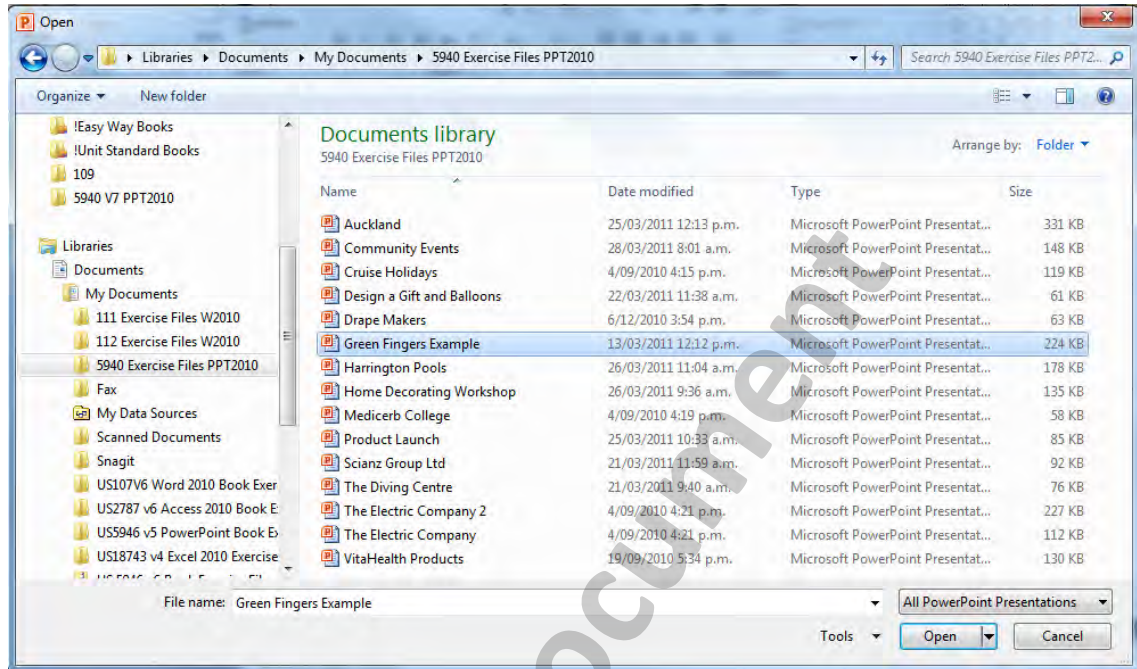 Open
Libraries ▸ Documents ▸ My Documents ▸ 5940 Exercise Files PPT2010
Search 5940 Exercise Files PPT2...
Organize New folder
!Easy Way Books
!Unit Standard Books
109
5940 V7 PPT2010
Libraries
Documents
My Documents
111 Exercise Files W2010
112 Exercise Files W2010
5940 Exercise Files PPT2010
Fax
My Data Sources
Scanned Documents
Snagit
US107V6 Word 2010 Book Exer
US2787 v6 Access 2010 Book E
US5946 v5 PowerPoint Book Ex
US18743 v4 Excel 2010 Exercise
Documents library
5940 Exercise Files PPT2010
Arrange by: Folder
Name Date modified Type Size
Auckland 25/03/2011 12:13 p.m. Microsoft PowerPoint Presentat... 331 KB
Community Events 28/03/2011 8:01 a.m. Microsoft PowerPoint Presentat... 148 KB
Cruise Holidays 4/09/2010 4:15 p.m. Microsoft PowerPoint Presentat... 119 KB
Design a Gift and Balloons 22/03/2011 11:38 a.m. Microsoft PowerPoint Presentat... 61 KB
Drape Makers 6/12/2010 3:54 p.m. Microsoft PowerPoint Presentat... 63 KB
Green Fingers Example 13/03/2011 12:12 p.m. Microsoft PowerPoint Presentat... 224 KB
Harrington Pools 26/03/2011 11:04 a.m. Microsoft PowerPoint Presentat... 178 KB
Home Decorating Workshop 26/03/2011 9:36 a.m. Microsoft PowerPoint Presentat... 135 KB
Medicerb College 4/09/2010 4:19 p.m. Microsoft PowerPoint Presentat... 58 KB
Product Launch 25/03/2011 10:33 a.m. Microsoft PowerPoint Presentat... 85 KB
Scianz Group Ltd 21/03/2011 11:59 a.m. Microsoft PowerPoint Presentat... 92 KB
The Diving Centre 21/03/2011 9:40 a.m. Microsoft PowerPoint Presentat... 76 KB
The Electric Company 2 4/09/2010 4:21 p.m. Microsoft PowerPoint Presentat... 227 KB
The Electric Company 4/09/2010 4:21 p.m. Microsoft PowerPoint Presentat... 112 KB
VitaHealth Products 19/09/2010 5:34 p.m. Microsoft PowerPoint Presentat... 130 KB
File name: Green Fingers Example
All PowerPoint Presentations
Tools Open Cancel
ocument